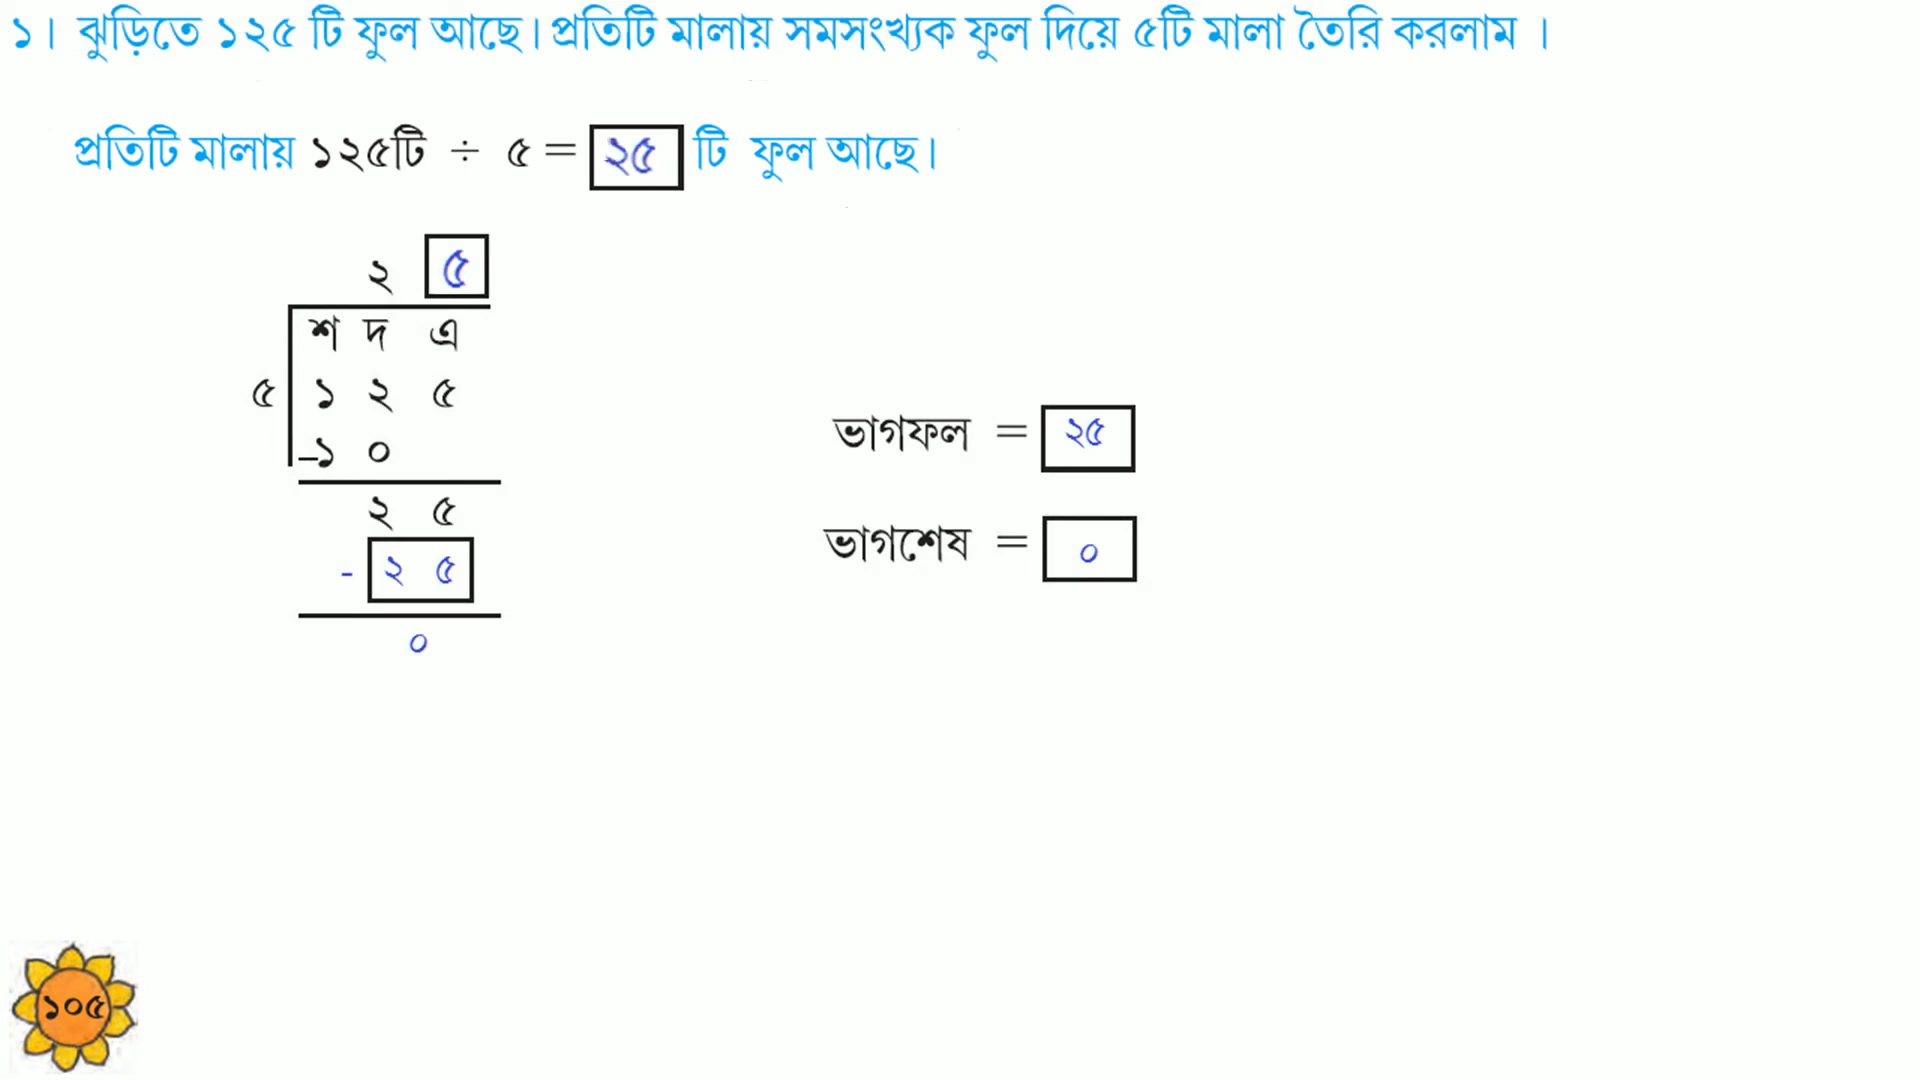 ১। ঝুড়িতে ১২৫ টি ফুল আছে। প্রতিটি মালায় সমসংখ্যক ফুল দিয়ে ৫টি মালা তৈরি করলাম ।
প্রতিটি মালায় ১২৫টি ÷ ৫ = ২৫ টি ফুল আছে।
২ ৫
শ দ এ
৫ ১ ২ ৫
–১ ০
২ ৫
- ২ ৫
০
ভাগফল = ২৫
ভাগশেষ = ০
১০৫